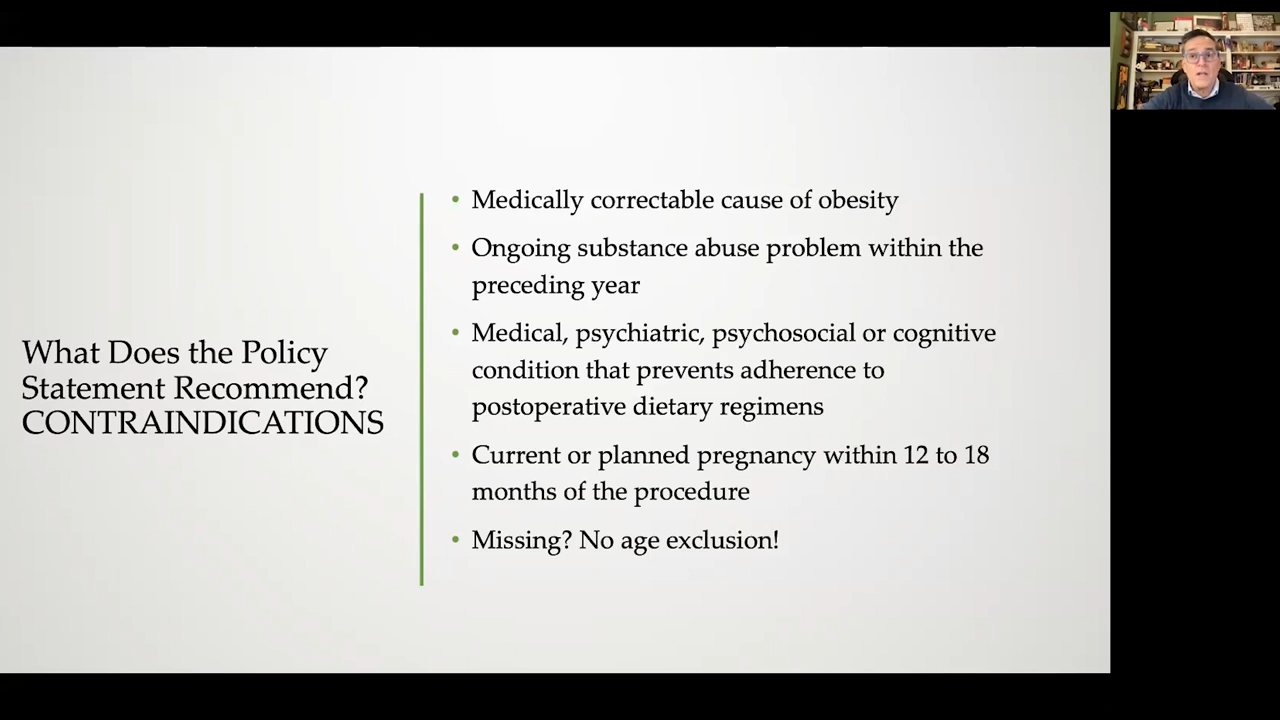 What Does the Policy
Statement Recommend?
CONTRAINDICATIONS
• Medically correctable cause of obesity
• Ongoing substance abuse problem within the
preceding year
• Medical, psychiatric, psychosocial or cognitive
condition that prevents adherence to
postoperative dietary regimens
• Current or planned pregnancy within 12 to 18
months of the procedure
• Missing? No age exclusion!